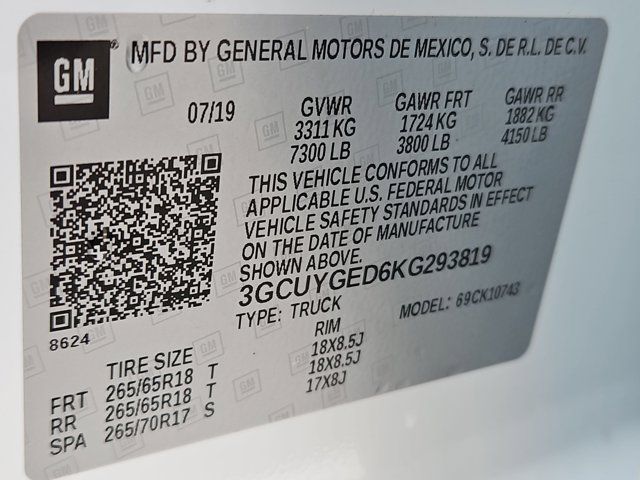 GM® MFD BY GENERAL MOTORS DE MEXICO, S. DE R.L. DE C.V.
07/19 GVWR GAWR FRT GAWR RR
3311 KG 1724 KG 1882 KG
7300 LB 3800 LB 4150 LB
THIS VEHICLE CONFORMS TO ALL
APPLICABLE U.S. FEDERAL MOTOR
VEHICLE SAFETY STANDARDS IN EFFECT
ON THE DATE OF MANUFACTURE
SHOWN ABOVE.
3GCUYGED6KG293819
TYPE: TRUCK MODEL: 69CK10743
8624
TIRE SIZE RIM
FRT 265/65R18 T 18X8.5J
RR 265/65R18 T 18X8.5J
SPA 265/70R17 S 17X8J